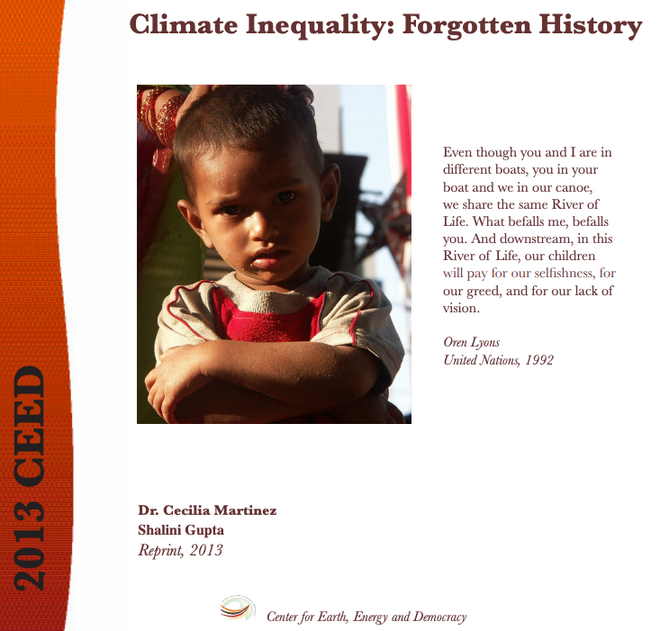 Climate Inequality: Forgotten History
Even though you and I are in
different boats, you in your
boat and we in our canoe,
we share the same River of
Life. What befalls me, befalls
you. And downstream, in this
River of Life, our children
will pay for our selfishness, for
our greed, and for our lack of
vision.
Oren Lyons
United Nations, 1992
2013 CEED
Dr. Cecilia Martinez
Shalini Gupta
Reprint, 2013
Center for Earth, Energy and Democracy